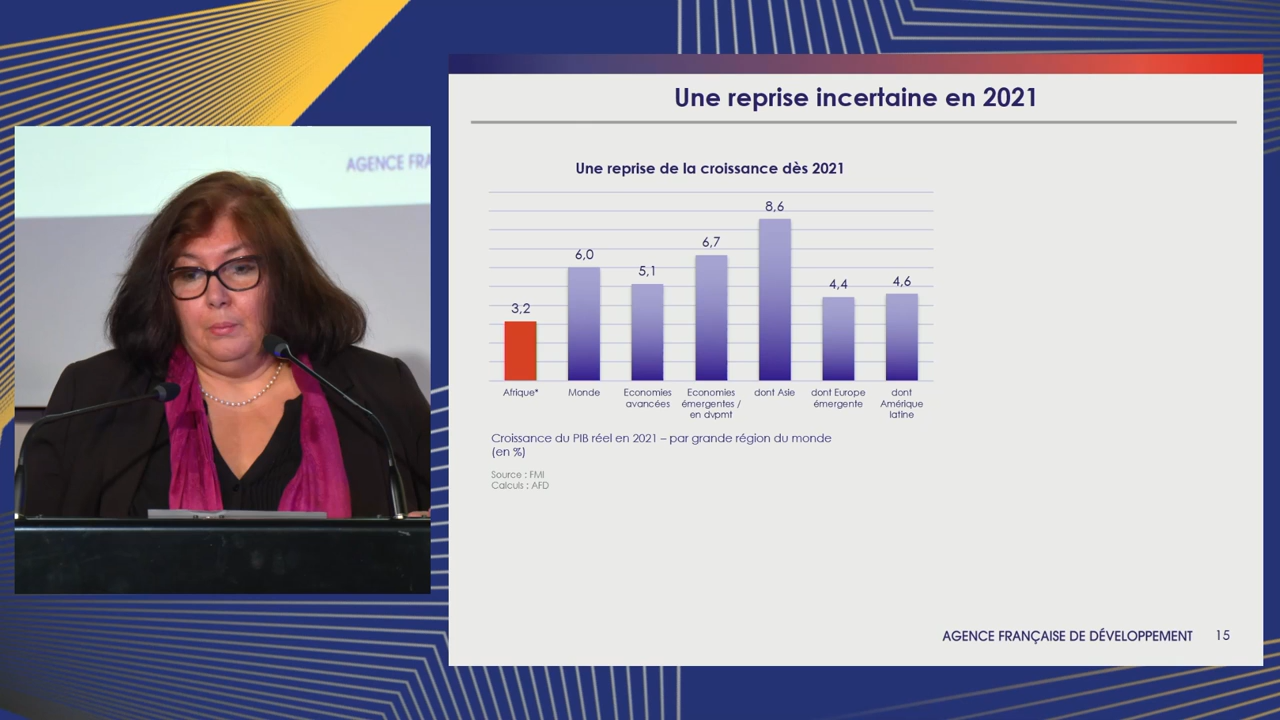 AGENCE FRA
Une reprise incertaine en 2021
Une reprise de la croissance dès 2021
8,6
6,7
6,0
5,1
4,4
4,6
3,2
Afrique*
Monde
Economies
avancées
Economies
émergentes /
en dvpmt
dont Asie
dont Europe
émergente
dont
Amérique
latine
Croissance du PIB réel en 2021 – par grande région du monde
(en %)
Source : FMI
Calculs : AFD
AGENCE FRANÇAISE DE DÉVELOPPEMENT 15